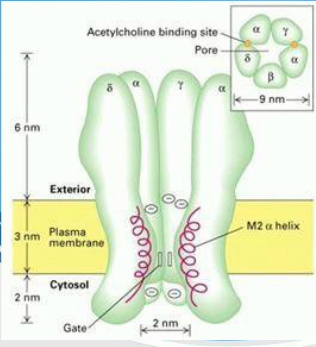 Acetylcholine binding site
Pore
α
γ
δ
α
β
9 nm
δ
α
γ
α
6 nm
Exterior
3 nm
Plasma
membrane
M2 α helix
Cytosol
2 nm
Gate
2 nm